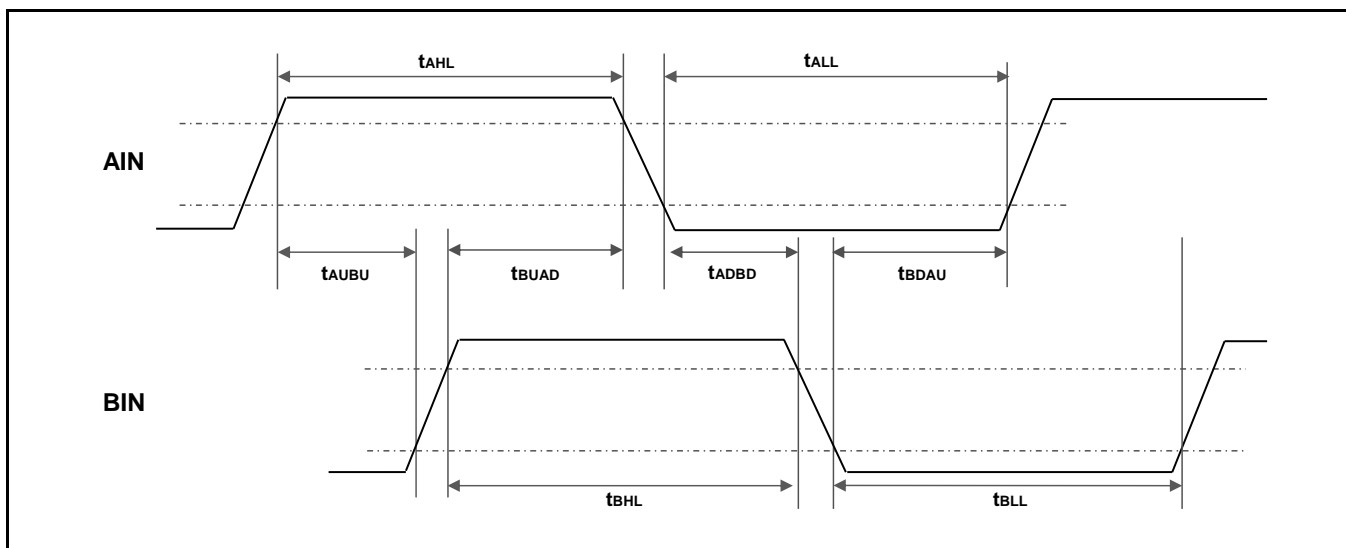 tAHL
tALL
AIN
tAUBU
tBUAD
tADBD
tBDAU
BIN
tBHL
tBLL